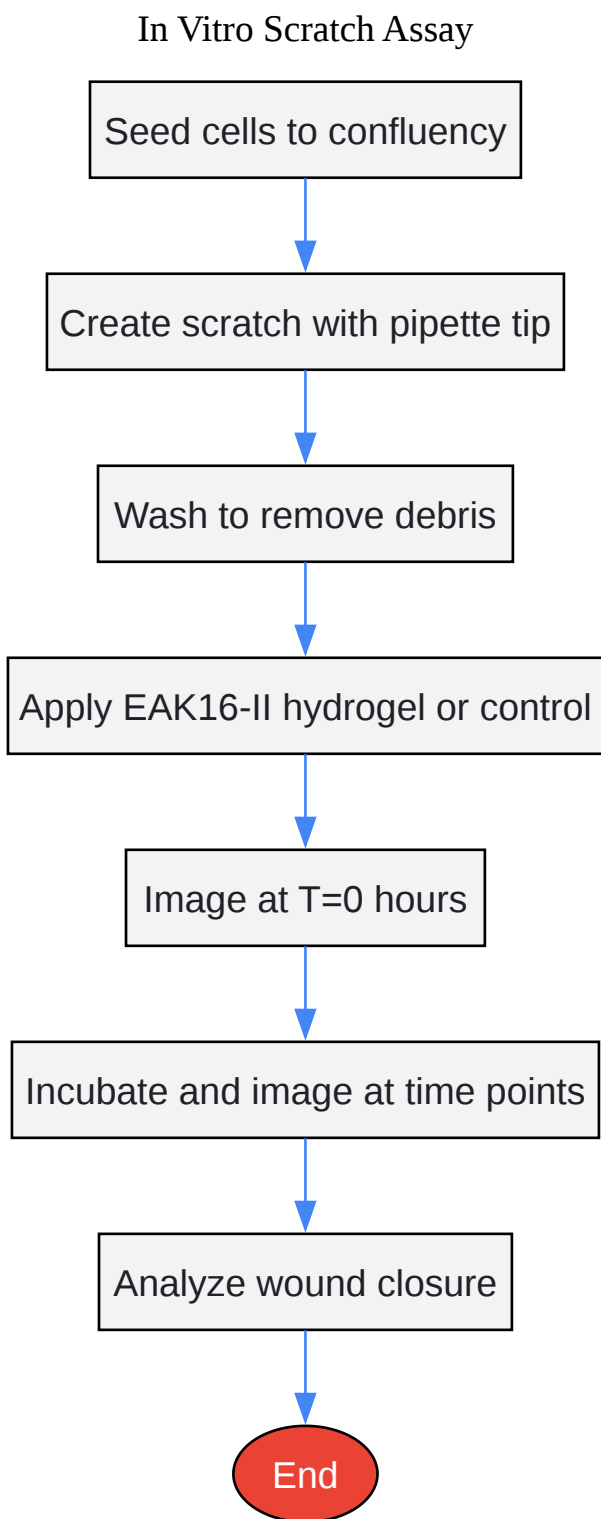 In Vitro Scratch Assay
Seed cells to confluency
Create scratch with pipette tip
Wash to remove debris
Apply EAK16-II hydrogel or control
Image at T=0 hours
Incubate and image at time points
Analyze wound closure
End